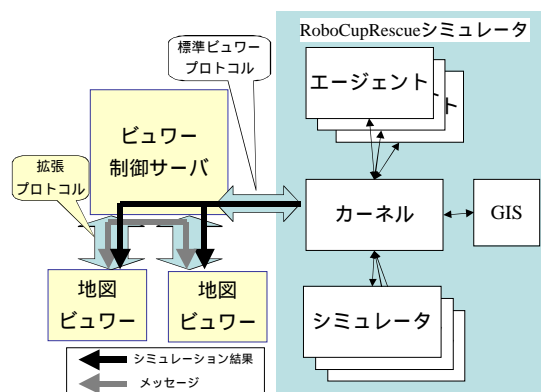 RoboCupRescueシミュレータ
標準ビュワー
プロトコル
エージェント
ト
ビュワー
制御サーバ
拡張
プロトコル
カーネル
GIS
地図
ビュワー
地図
ビュワー
シミュレータ
シミュレーション結果
メッセージ